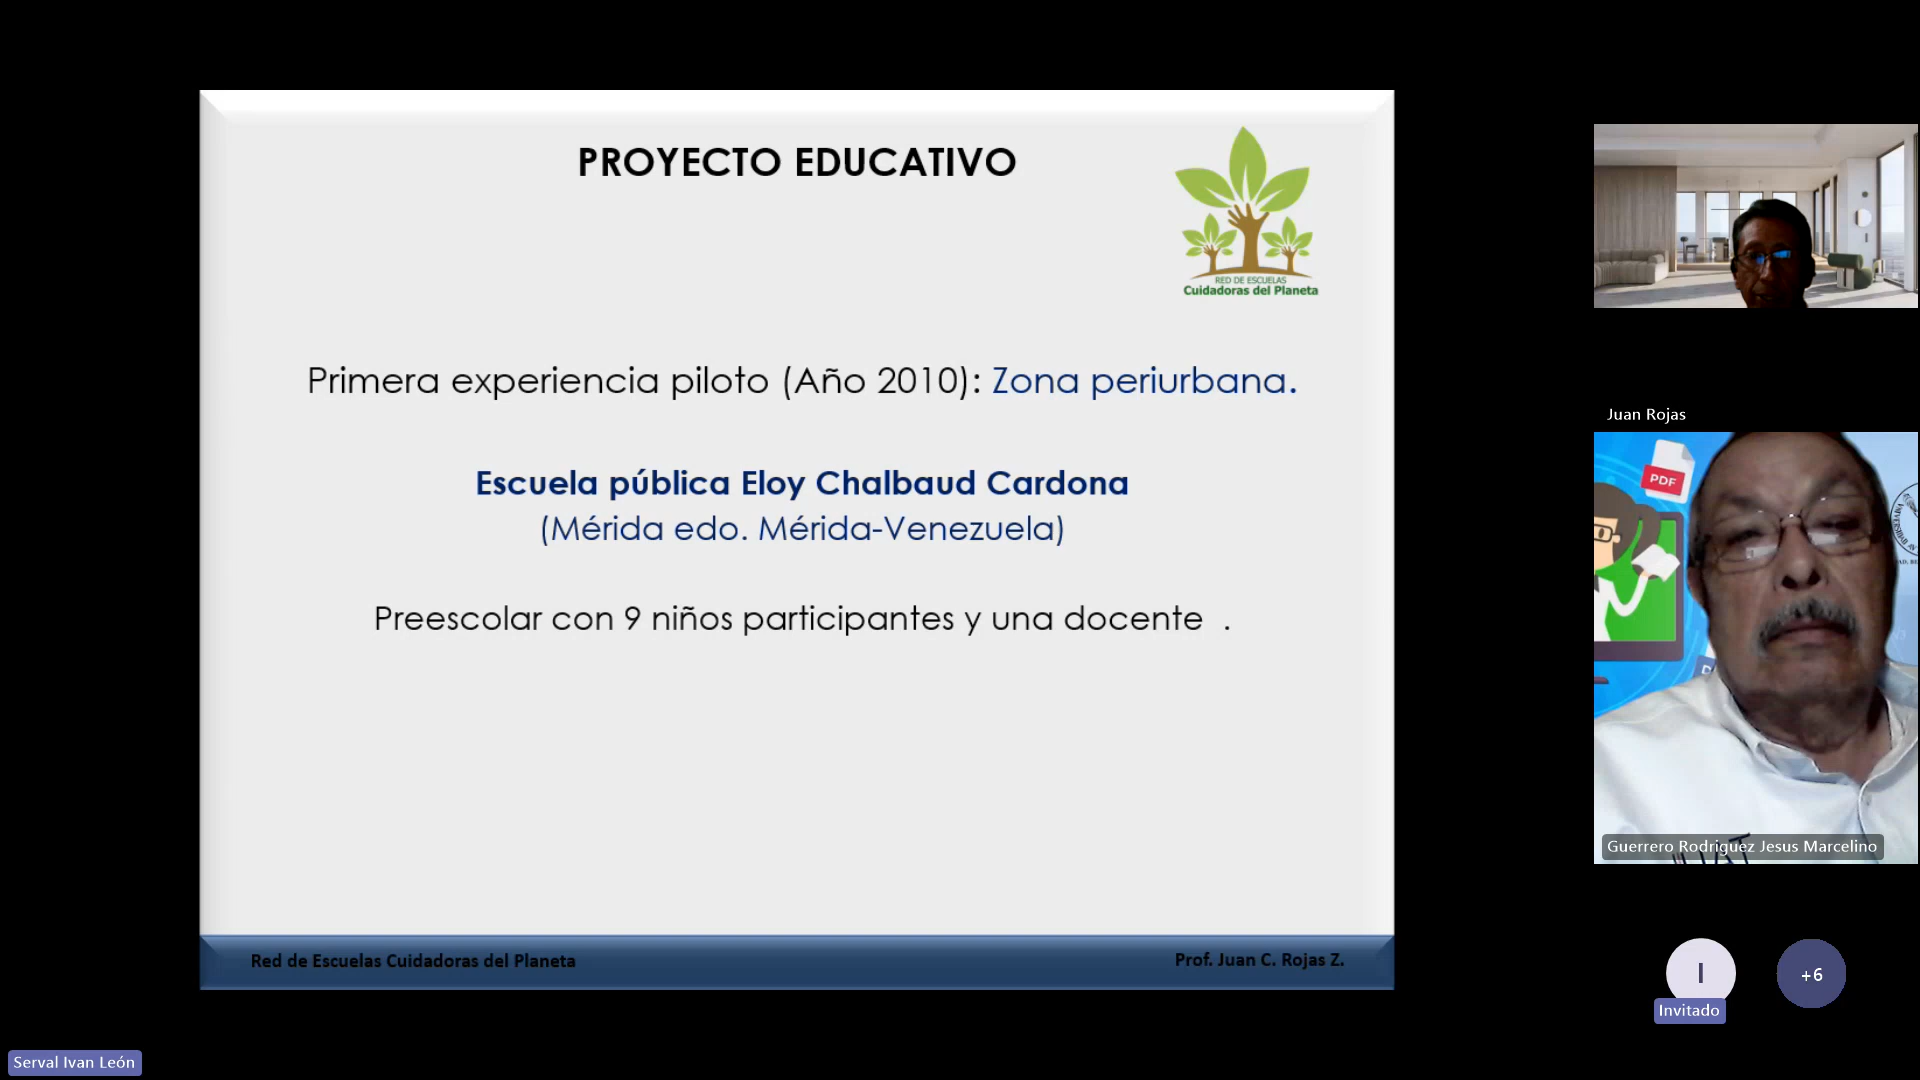 PROYECTO EDUCATIVO
RED DE ESCUELAS
Cuidadoras del Planeta
Primera experiencia piloto (Año 2010): Zona periurbana.
Escuela pública Eloy Chalbaud Cardona
(Mérida edo. Mérida-Venezuela)
Preescolar con 9 niños participantes y una docente .
Red de Escuelas Cuidadoras del Planeta
Prof. Juan C. Rojas Z.
Juan Rojas
PDF
Guerrero Rodriguez Jesus Marcelino
I
+6
Invitado
Serval Ivan León